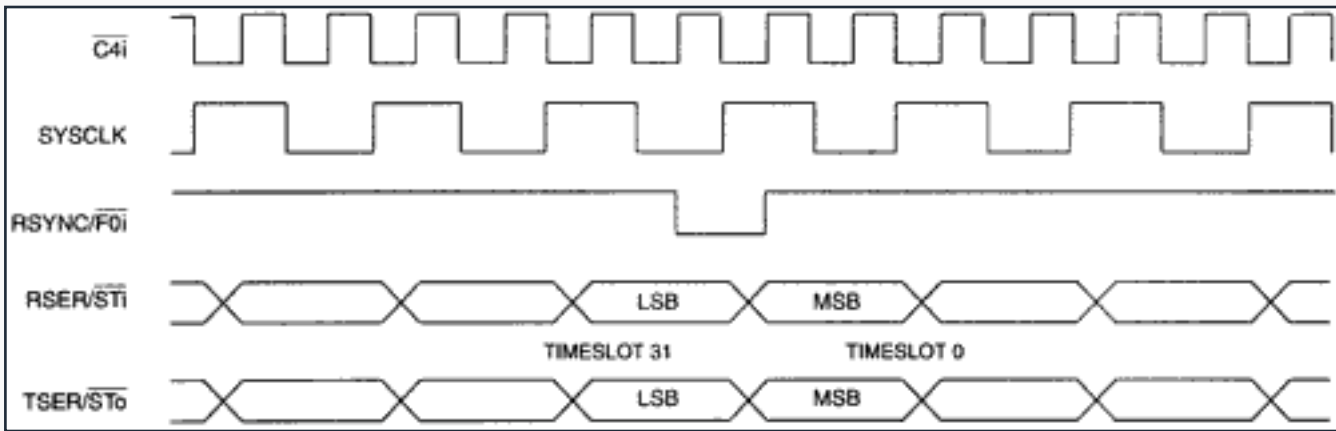 C4i
SYSCLK
RSYNC/F0i
RSER/STi LSB MSB
TIMESLOT 31 TIMESLOT 0
TSER/STo LSB MSB